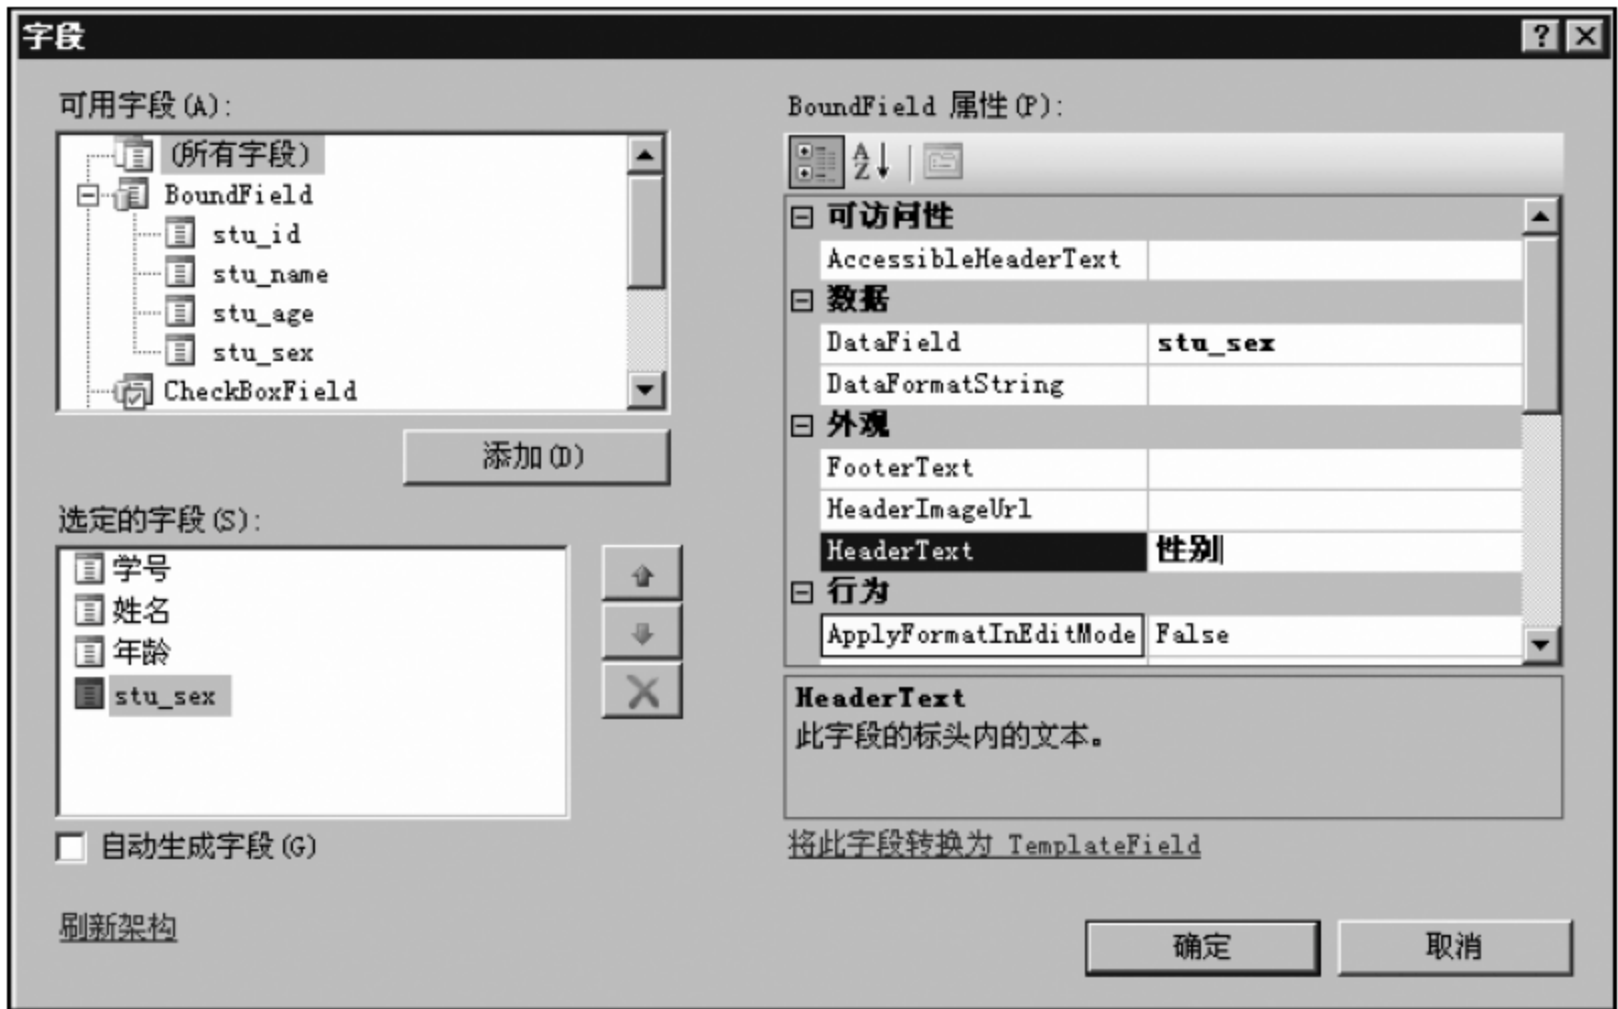 字段
可用字段(A):
(所有字段)
BoundField
stu_id
stu_name
stu_age
stu_sex
CheckBoxField
添加(D)
选定的字段(S):
学号
姓名
年龄
stu_sex
自动生成字段(G)
刷新架构
BoundField 属性(P):
可访问性
AccessibleHeaderText
数据
DataField stu_sex
DataFormatString
外观
FooterText
HeaderImageUrl
HeaderText 性别
行为
ApplyFormatInEditMode False
HeaderText
此字段的标头内的文本。
将此字段转换为 TemplateField
确定 取消